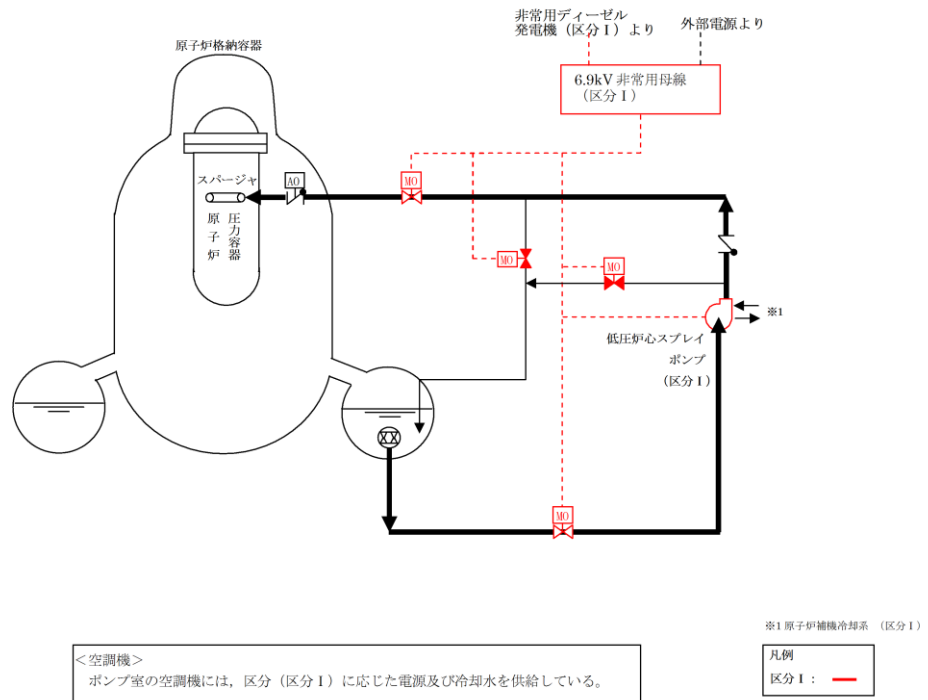 非常用ディーゼル
発電機（区分Ⅰ）より
外部電源より
6.9kV 非常用母線
（区分Ⅰ）
原子炉格納容器
スパージャ
原子炉
圧力容器
AO
MO
MO
MO
※1
低圧炉心スプレイ
ポンプ
（区分Ⅰ）
MO
※1 原子炉補機冷却系 （区分Ⅰ）
＜空調機＞
ポンプ室の空調機には，区分（区分Ⅰ）に応じた電源及び冷却水を供給している。
凡例
区分Ⅰ：